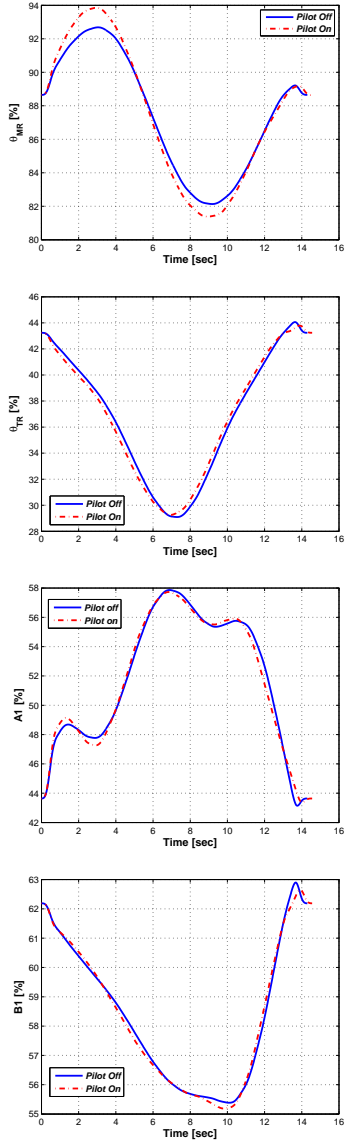 94
92
90
88
86
84
82
80
θMR [%]
Pilot Off
Pilot On
0 2 4 6 8 10 12 14 16
Time [sec]
46
44
42
40
38
36
34
32
30
28
θTR [%]
Pilot Off
Pilot On
0 2 4 6 8 10 12 14 16
Time [sec]
58
56
54
52
50
48
46
44
42
A1 [%]
Pilot off
Pilot on
0 2 4 6 8 10 12 14 16
Time [sec]
63
62
61
60
59
58
57
56
55
B1 [%]
Pilot Off
Pilot On
0 2 4 6 8 10 12 14 16
Time [sec]